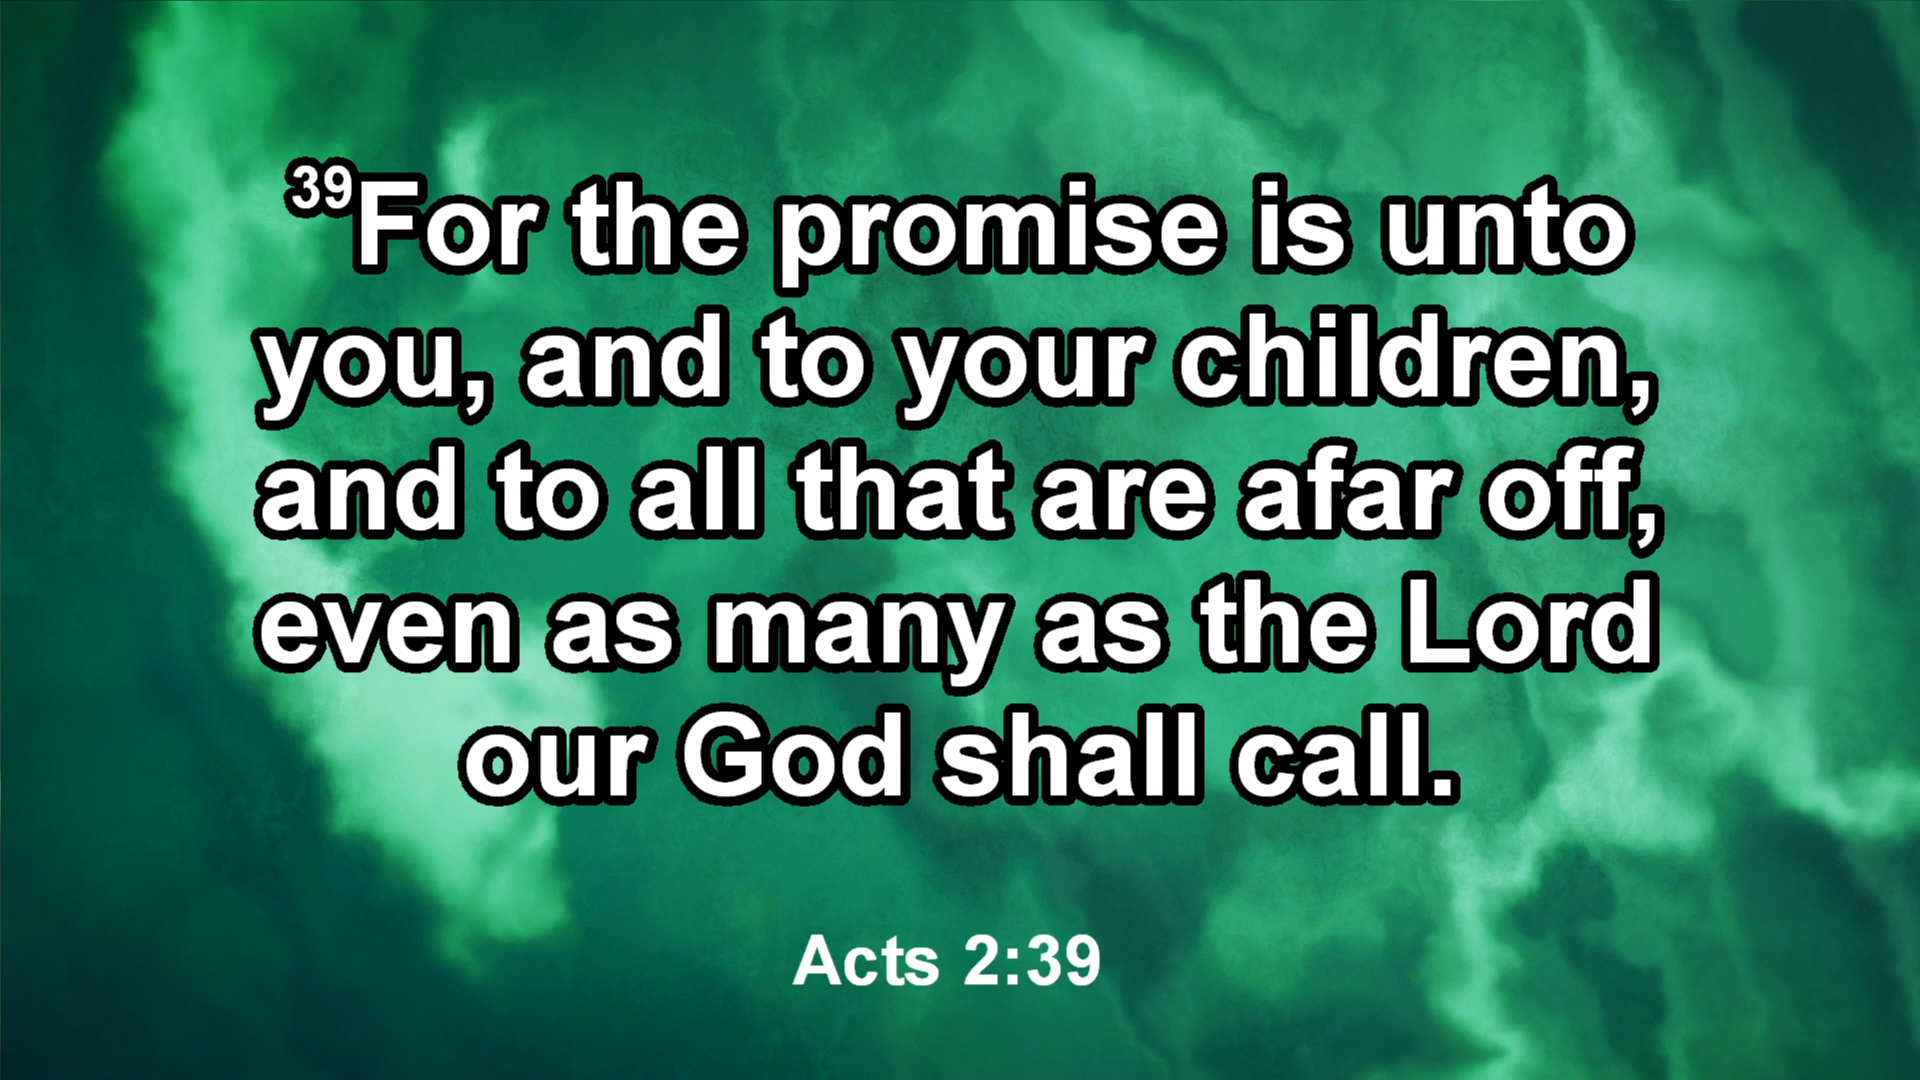 39For the promise is unto
you, and to your children,
and to all that are afar off,
even as many as the Lord
our God shall call.
Acts 2:39